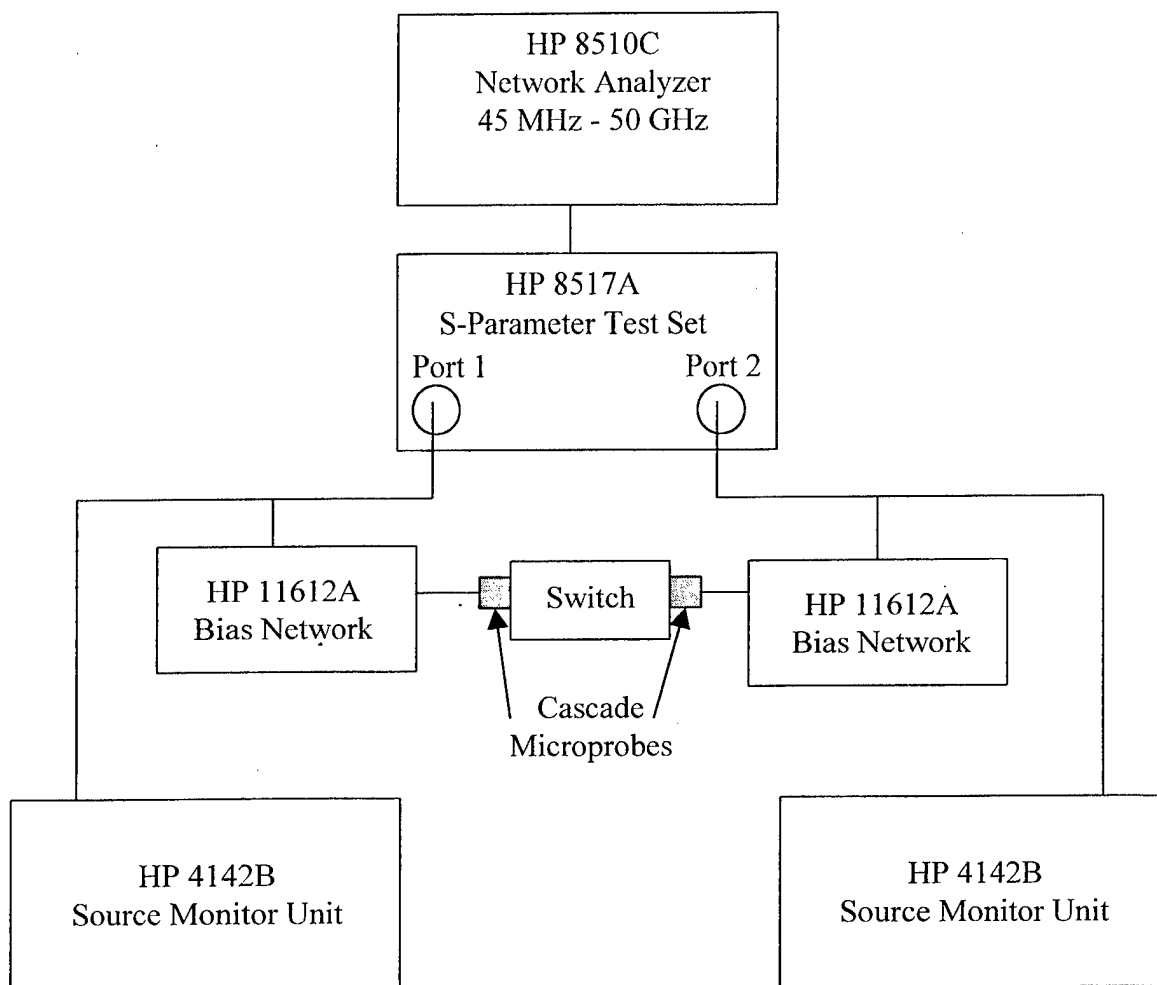 HP 8510C
Network Analyzer
45 MHz - 50 GHz
HP 8517A
S-Parameter Test Set
Port 1
Port 2
HP 11612A
Bias Network
Switch
HP 11612A
Bias Network
Cascade
Microprobes
HP 4142B
Source Monitor Unit
HP 4142B
Source Monitor Unit